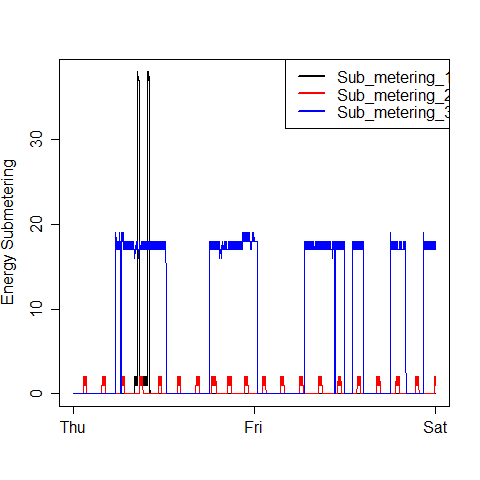 Sub_metering_1
Sub_metering_2
Sub_metering_3
Energy Submetering
30
20
10
0
Thu Fri Sat